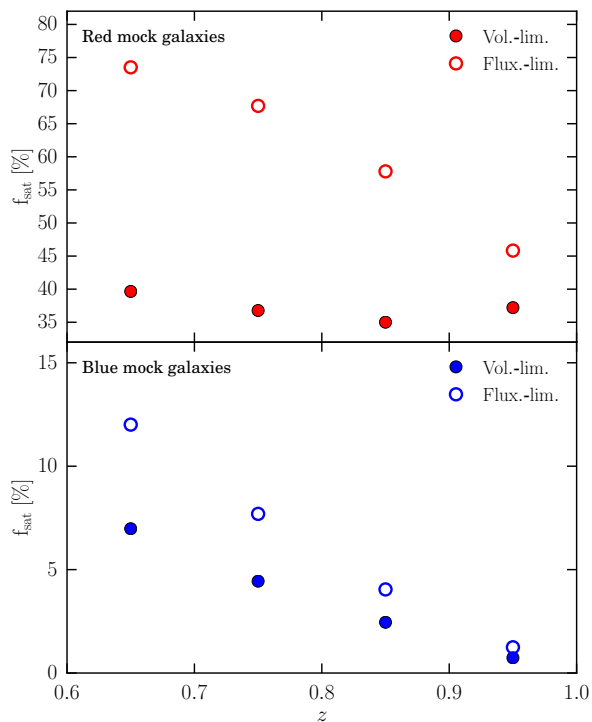 Red mock galaxies
Vol.-lim.
Flux.-lim.
80
75
70
65
60
55
50
45
40
35
f_sat [%]
Blue mock galaxies
Vol.-lim.
Flux.-lim.
15
10
5
0
f_sat [%]
0.6 0.7 0.8 0.9 1.0
z